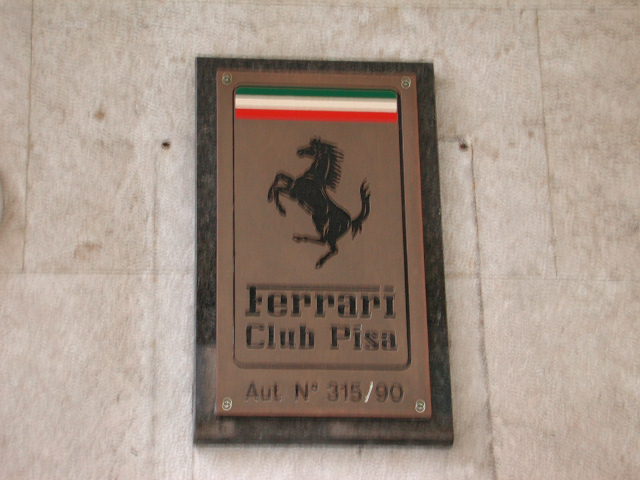 Ferrari
Club Pisa
Aut. N° 315/90